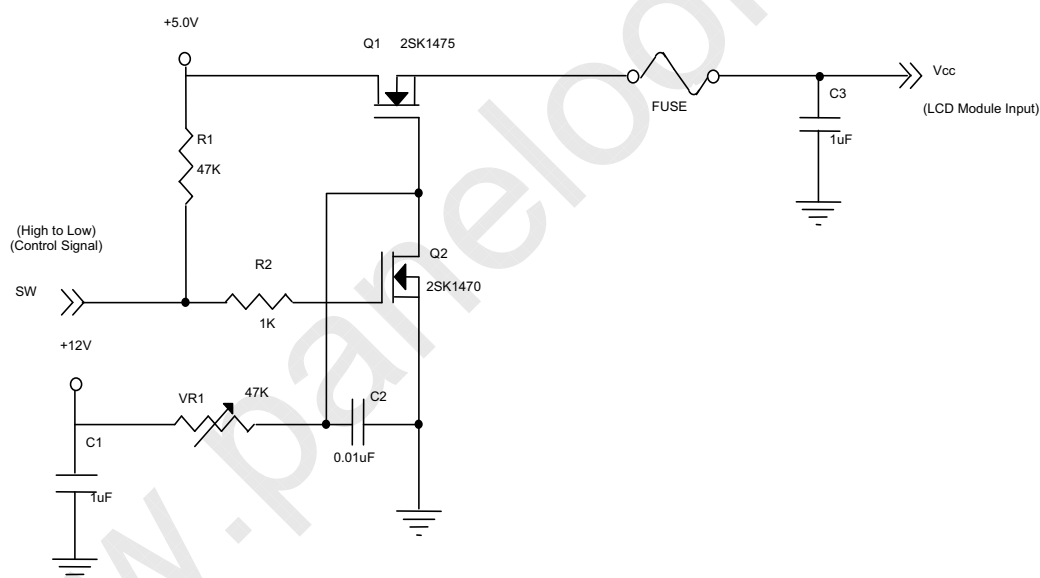 +5.0V
Q1 2SK1475
Vcc
FUSE
C3
(LCD Module Input)
R1
1uF
47K
(High to Low)
(Control Signal)
Q2
R2
SW
2SK1470
1K
+12V
VR1
47K
C2
C1
0.01uF
1uF
w.paneloo